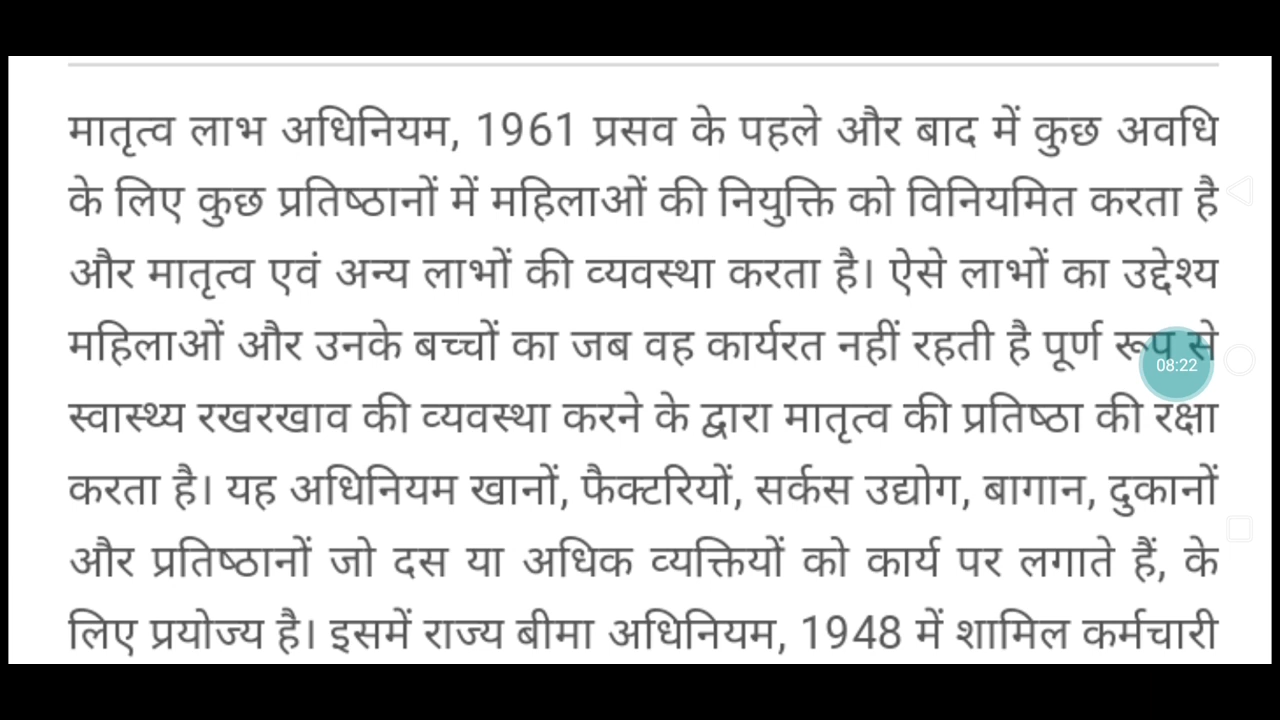 मातृत्व लाभ अधिनियम, 1961 प्रसव के पहले और बाद में कुछ अवधि
के लिए कुछ प्रतिष्ठानों में महिलाओं की नियुक्ति को विनियमित करता है
और मातृत्व एवं अन्य लाभों की व्यवस्था करता है। ऐसे लाभों का उद्देश्य
महिलाओं और उनके बच्चों का जब वह कार्यरत नहीं रहती है पूर्ण रूप से
08:22
स्वास्थ्य रखरखाव की व्यवस्था करने के द्वारा मातृत्व की प्रतिष्ठा की रक्षा
करता है। यह अधिनियम खानों, फैक्टरियों, सर्कस उद्योग, बागान, दुकानों
और प्रतिष्ठानों जो दस या अधिक व्यक्तियों को कार्य पर लगाते हैं, के
लिए प्रयोज्य है। इसमें राज्य बीमा अधिनियम, 1948 में शामिल कर्मचारी